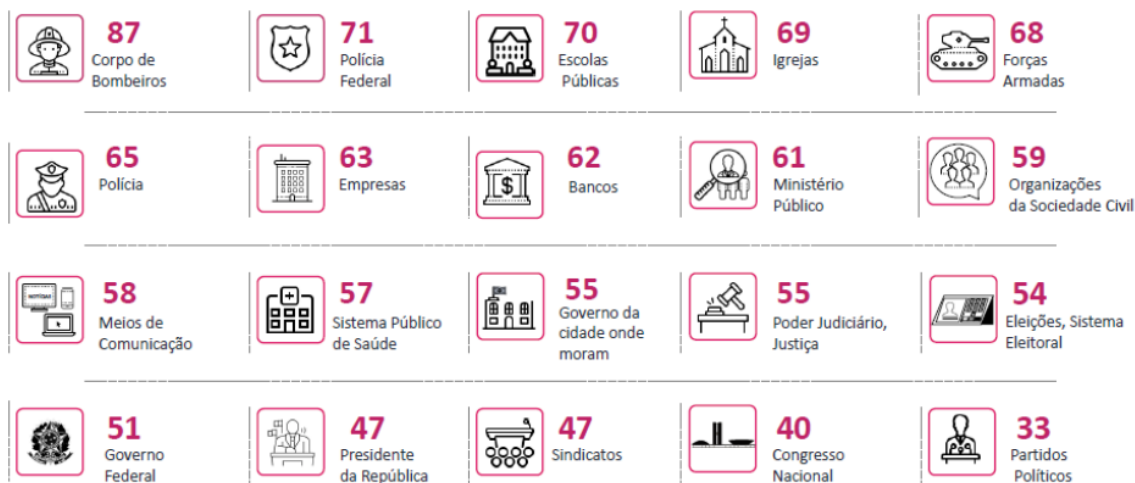 87
Corpo de
Bombeiros
71
Polícia
Federal
70
Escolas
Públicas
69
Igrejas
68
Forças
Armadas
65
Polícia
63
Empresas
62
Bancos
61
Ministério
Público
59
Organizações
da Sociedade Civil
NOTÍCIAS
58
Meios de
Comunicação
57
Sistema Público
de Saúde
55
Governo da
cidade onde
moram
55
Poder Judiciário,
Justiça
54
Eleições, Sistema
Eleitoral
51
Governo
Federal
47
Presidente
da República
47
Sindicatos
40
Congresso
Nacional
33
Partidos
Políticos